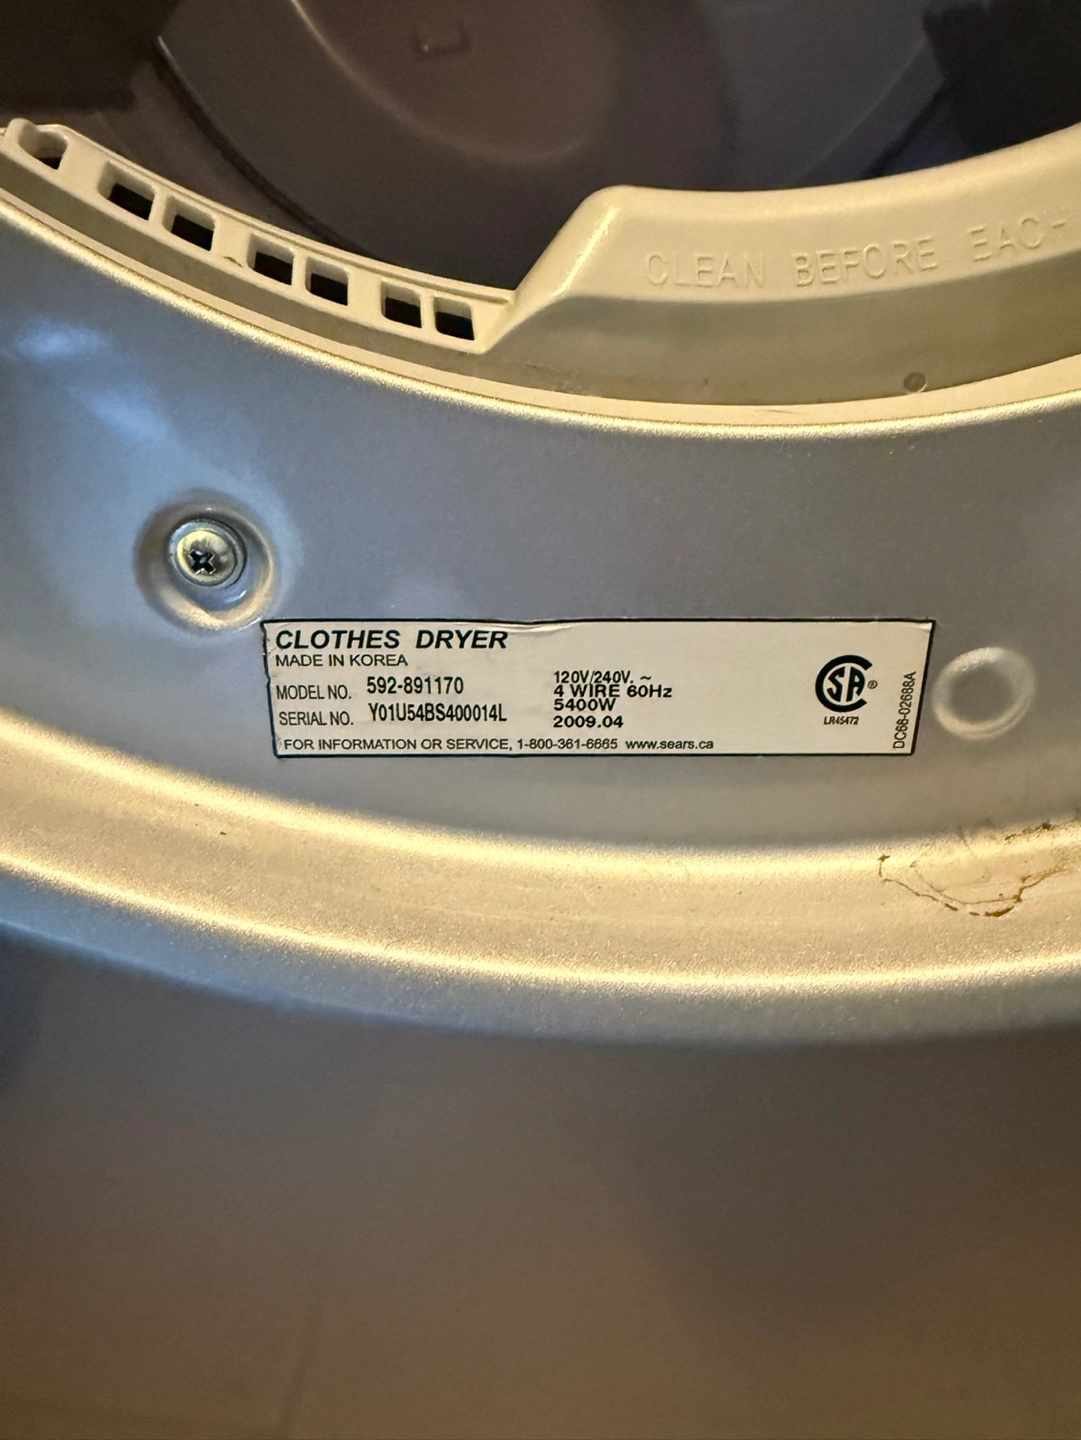 CLEAN BEFORE EACH
CLOTHES DRYER
MADE IN KOREA
MODEL NO. 592-891170
SERIAL NO. Y01U54BS400014L
120V/240V. ~
4 WIRE 60Hz
5400W
2009.04
FOR INFORMATION OR SERVICE, 1-800-361-6665 www.sears.ca
SA ®
LR45472
DC68-02688A